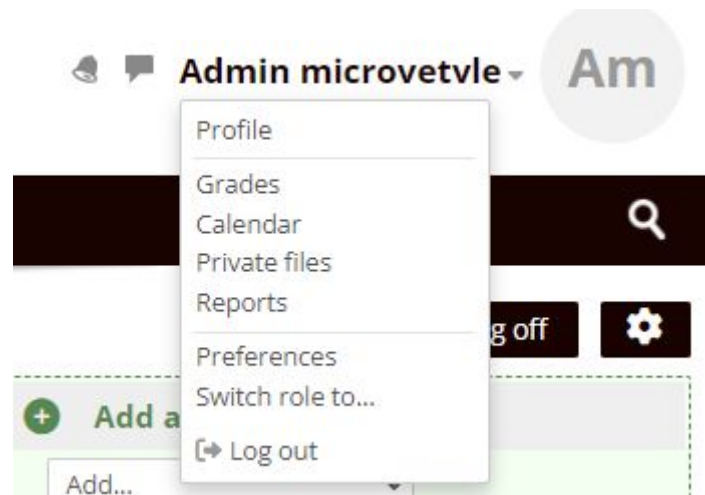 Admin microvetvle
Am
Profile
Grades
Calendar
Private files
Reports
g off
Preferences
Switch role to...
Add a
Log out
Add...